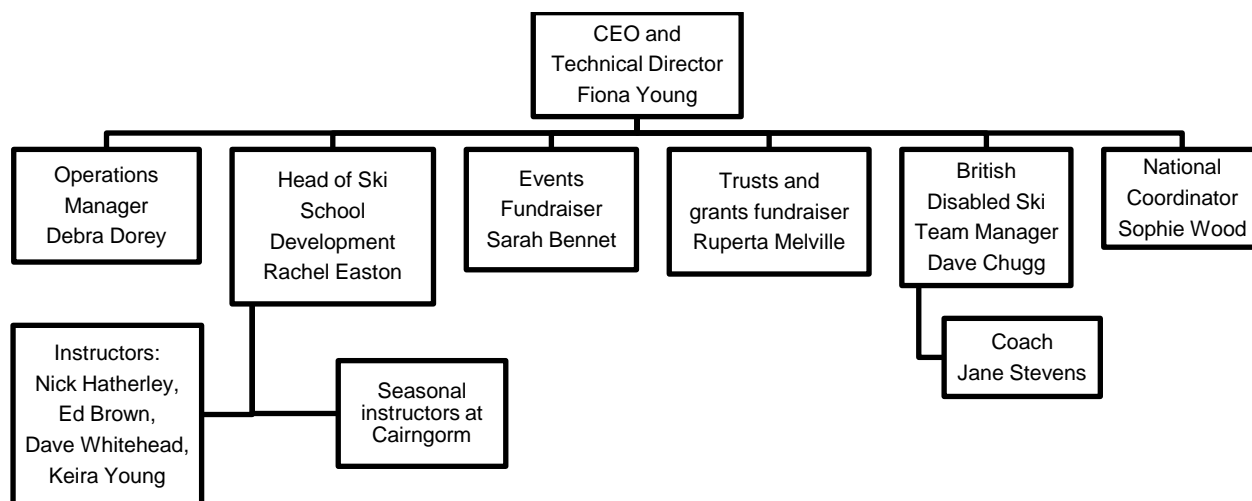 CEO and
Technical Director
Fiona Young
Operations
Manager
Debra Dorey
Head of Ski
School
Development
Rachel Easton
Events
Fundraiser
Sarah Bennet
Trusts and
grants fundraiser
Ruperta Melville
British
Disabled Ski
Team Manager
Dave Chugg
National
Coordinator
Sophie Wood
Instructors:
Nick Hatherley,
Ed Brown,
Dave Whitehead,
Keira Young
Seasonal
instructors at
Cairngorm
Coach
Jane Stevens